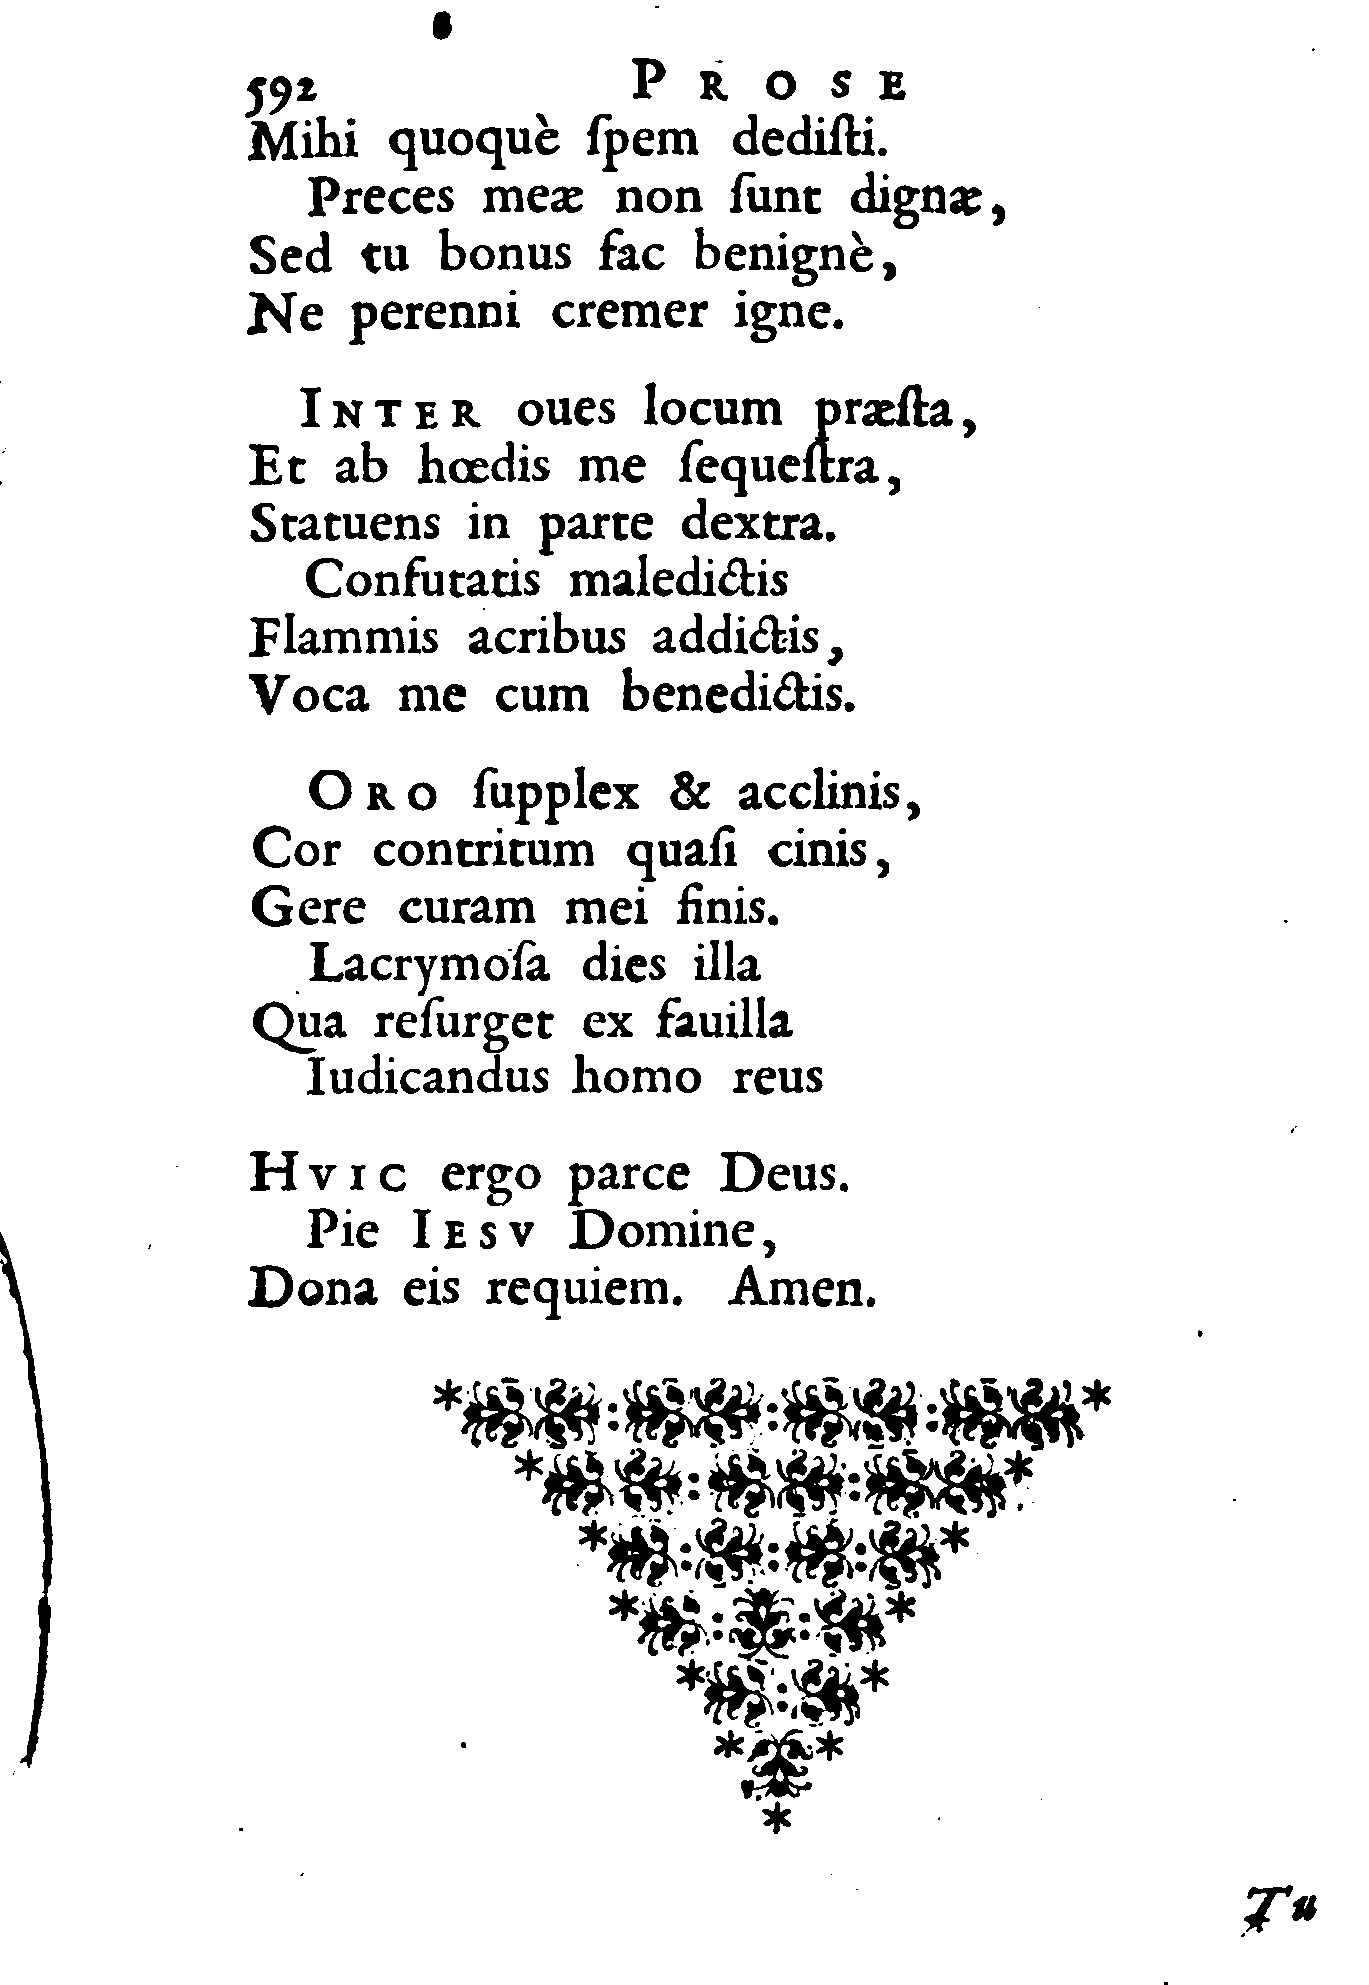 592 PROSE
Mihi quoquè ſpem dediſti.
Preces meæ non ſunt dignæ,
Sed tu bonus fac benignè,
Ne perenni cremer igne.
INTER oues locum præſta,
Et ab hœdis me ſequeſtra,
Statuens in parte dextra.
Confutatis maledictis
Flammis acribus addictis,
Voca me cum benedictis.
ORO ſupplex & acclinis,
Cor contritum quaſi cinis,
Gere curam mei finis.
Lacrymoſa dies illa
Qua reſurget ex fauilla
Iudicandus homo reus
HVIC ergo parce Deus.
Pie IESV Domine,
Dona eis requiem. Amen.
Tu